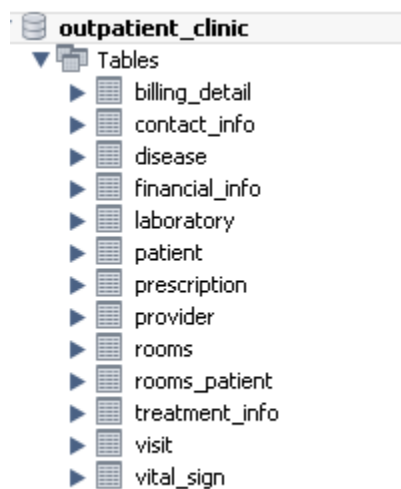 outpatient_clinic
Tables
billing_detail
contact_info
disease
financial_info
laboratory
patient
prescription
provider
rooms
rooms_patient
treatment_info
visit
vital_sign